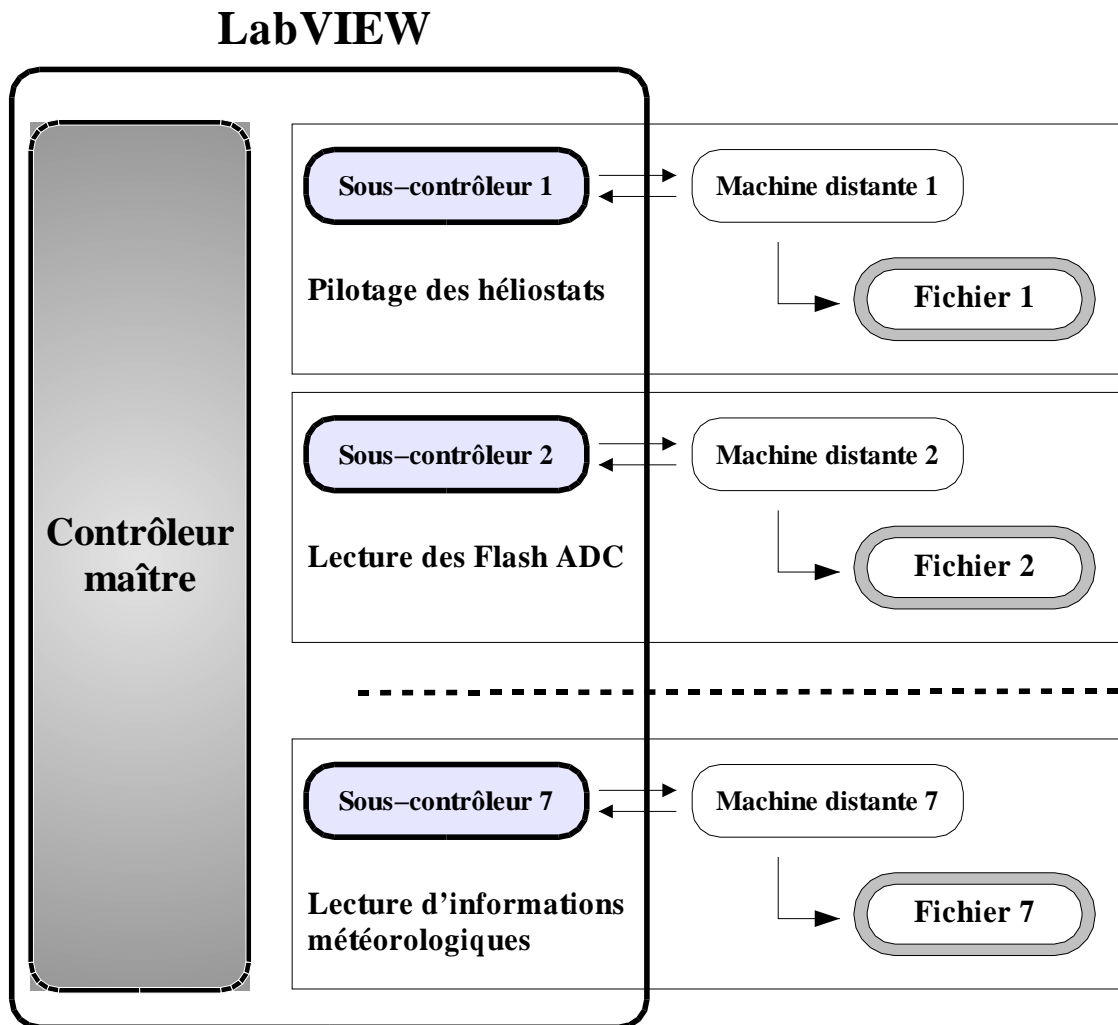 LabVIEW
Contrôleur
maître
Sous−contrôleur 1
Machine distante 1
Pilotage des héliostats
Fichier 1
Sous−contrôleur 2
Machine distante 2
Lecture des Flash ADC
Fichier 2
Sous−contrôleur 7
Machine distante 7
Lecture d’informations
météorologiques
Fichier 7